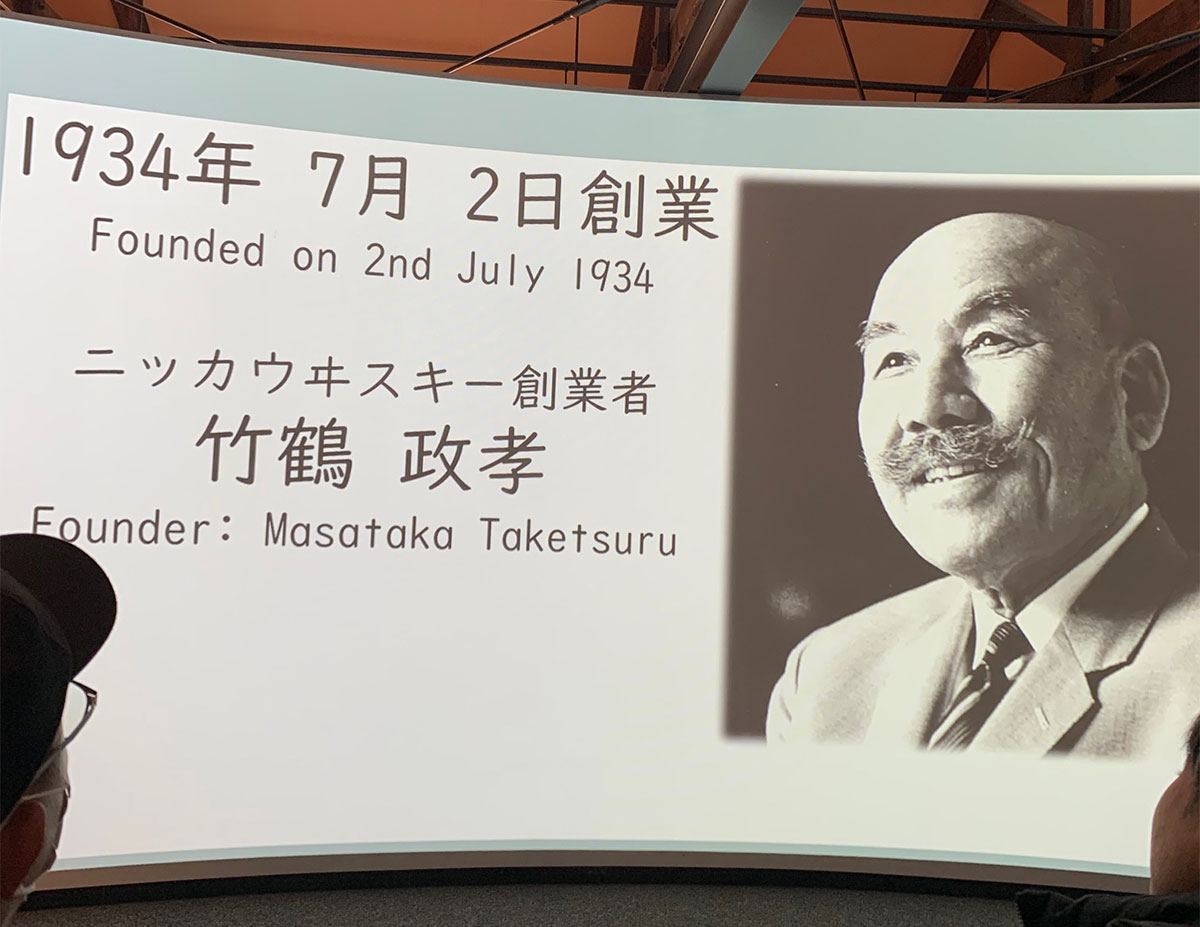 1934年 7月 2日創業
Founded on 2nd July 1934
ニッカウヰスキー創業者
竹鶴 政孝
Founder: Masataka Taketsuru